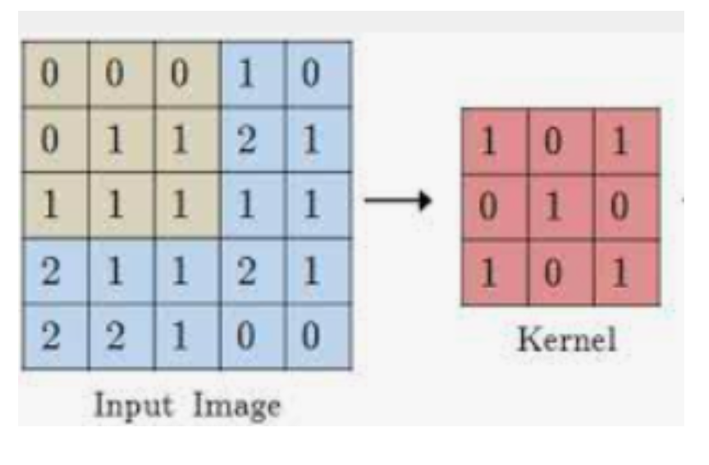 0 0 0 1 0
0 1 1 2 1
1 1 1 1 1
2 1 1 2 1
2 2 1 0 0
Input Image
1 0 1
0 1 0
1 0 1
Kernel